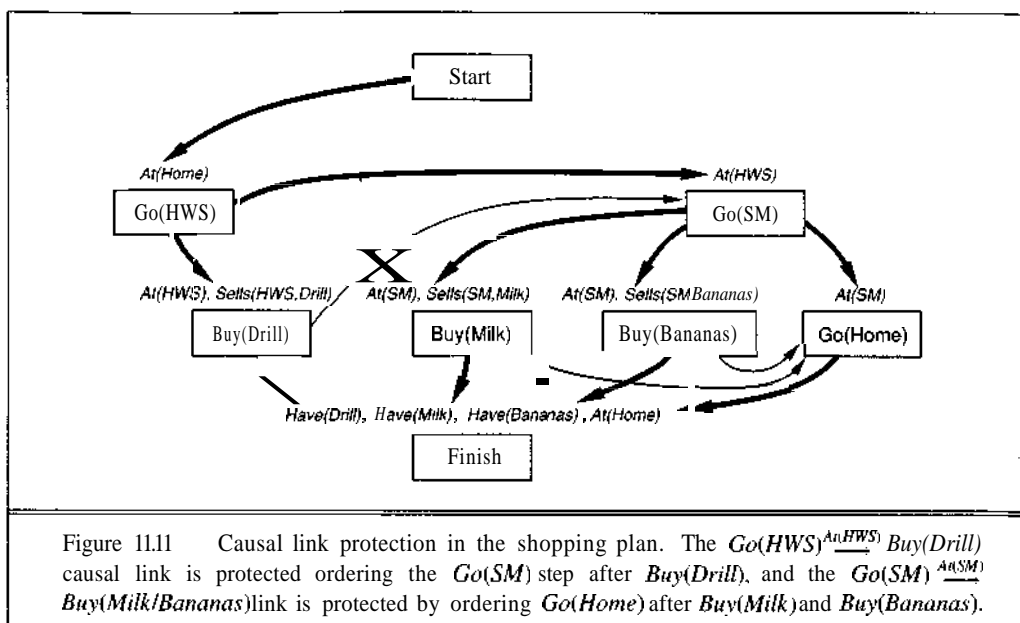 Start
At(Home)
At(HWS)
Go(HWS)
Go(SM)
At(HWS), Sells(HWS,Drill)
At(SM), Sells(SM,Milk)
At(SM), Sells(SM Bananas)
At(SM)
Buy(Drill)
Buy(Milk)
Buy(Bananas)
Go(Home)
Have(Drill), Have(Milk), Have(Bananas) , At(Home)
Finish
Figure 11.11 Causal link protection in the shopping plan. The Go(HWS) At(HWS) Buy(Drill)
causal link is protected ordering the Go(SM) step after Buy(Drill), and the Go(SM) At(SM)
Buy(Milk/Bananas)link is protected by ordering Go(Home) after Buy(Milk) and Buy(Bananas).